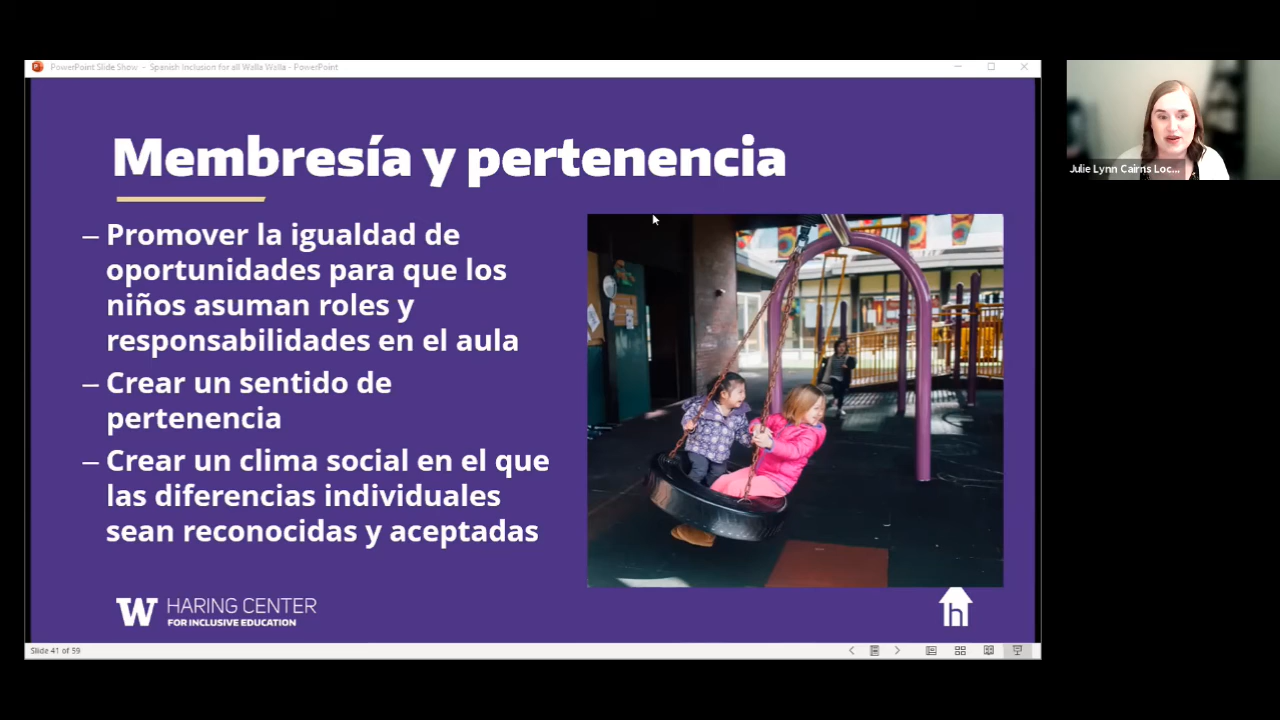 PowerPoint Slide Show - Spanish Inclusion for all Walla Walla - PowerPoint
Membresía y pertenencia
– Promover la igualdad de
oportunidades para que los
niños asuman roles y
responsabilidades en el aula
– Crear un sentido de
pertenencia
– Crear un clima social en el que
las diferencias individuales
sean reconocidas y aceptadas
W HARING CENTER
FOR INCLUSIVE EDUCATION
h
Slide 41 of 59
Julie Lynn Cairns Loc...